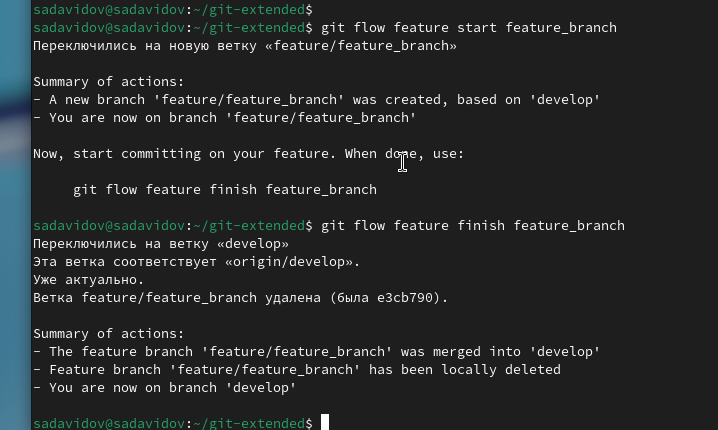 sadavidov@sadavidov:~/git-extended$
sadavidov@sadavidov:~/git-extended$ git flow feature start feature_branch
Переключились на новую ветку «feature/feature_branch»
Summary of actions:
- A new branch 'feature/feature_branch' was created, based on 'develop'
- You are now on branch 'feature/feature_branch'
Now, start committing on your feature. When done, use:
git flow feature finish feature_branch
sadavidov@sadavidov:~/git-extended$ git flow feature finish feature_branch
Переключились на ветку «develop»
Эта ветка соответствует «origin/develop».
Уже актуально.
Ветка feature/feature_branch удалена (была e3cb790).
Summary of actions:
- The feature branch 'feature/feature_branch' was merged into 'develop'
- Feature branch 'feature/feature_branch' has been locally deleted
- You are now on branch 'develop'
sadavidov@sadavidov:~/git-extended$